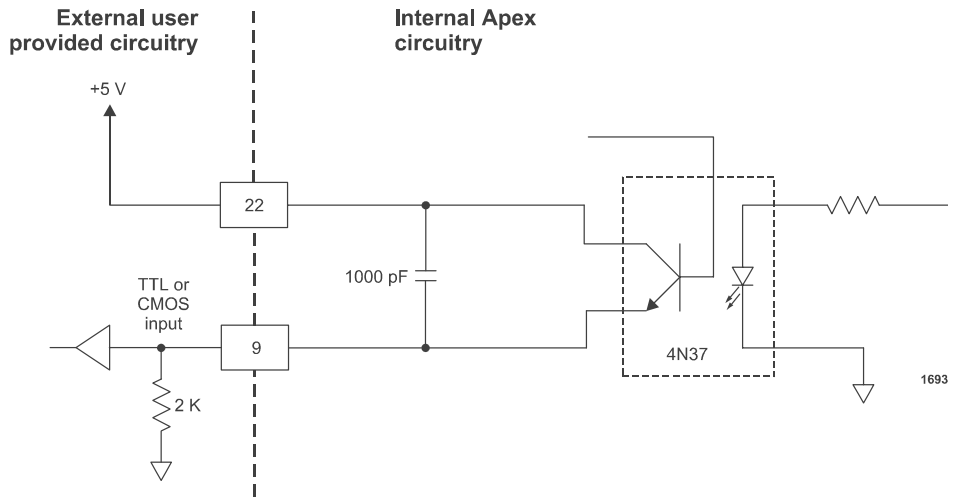 External user
provided circuitry
Internal Apex
circuitry
+5 V
22
1000 pF
TTL or
CMOS
input
9
4N37
2 K
1693